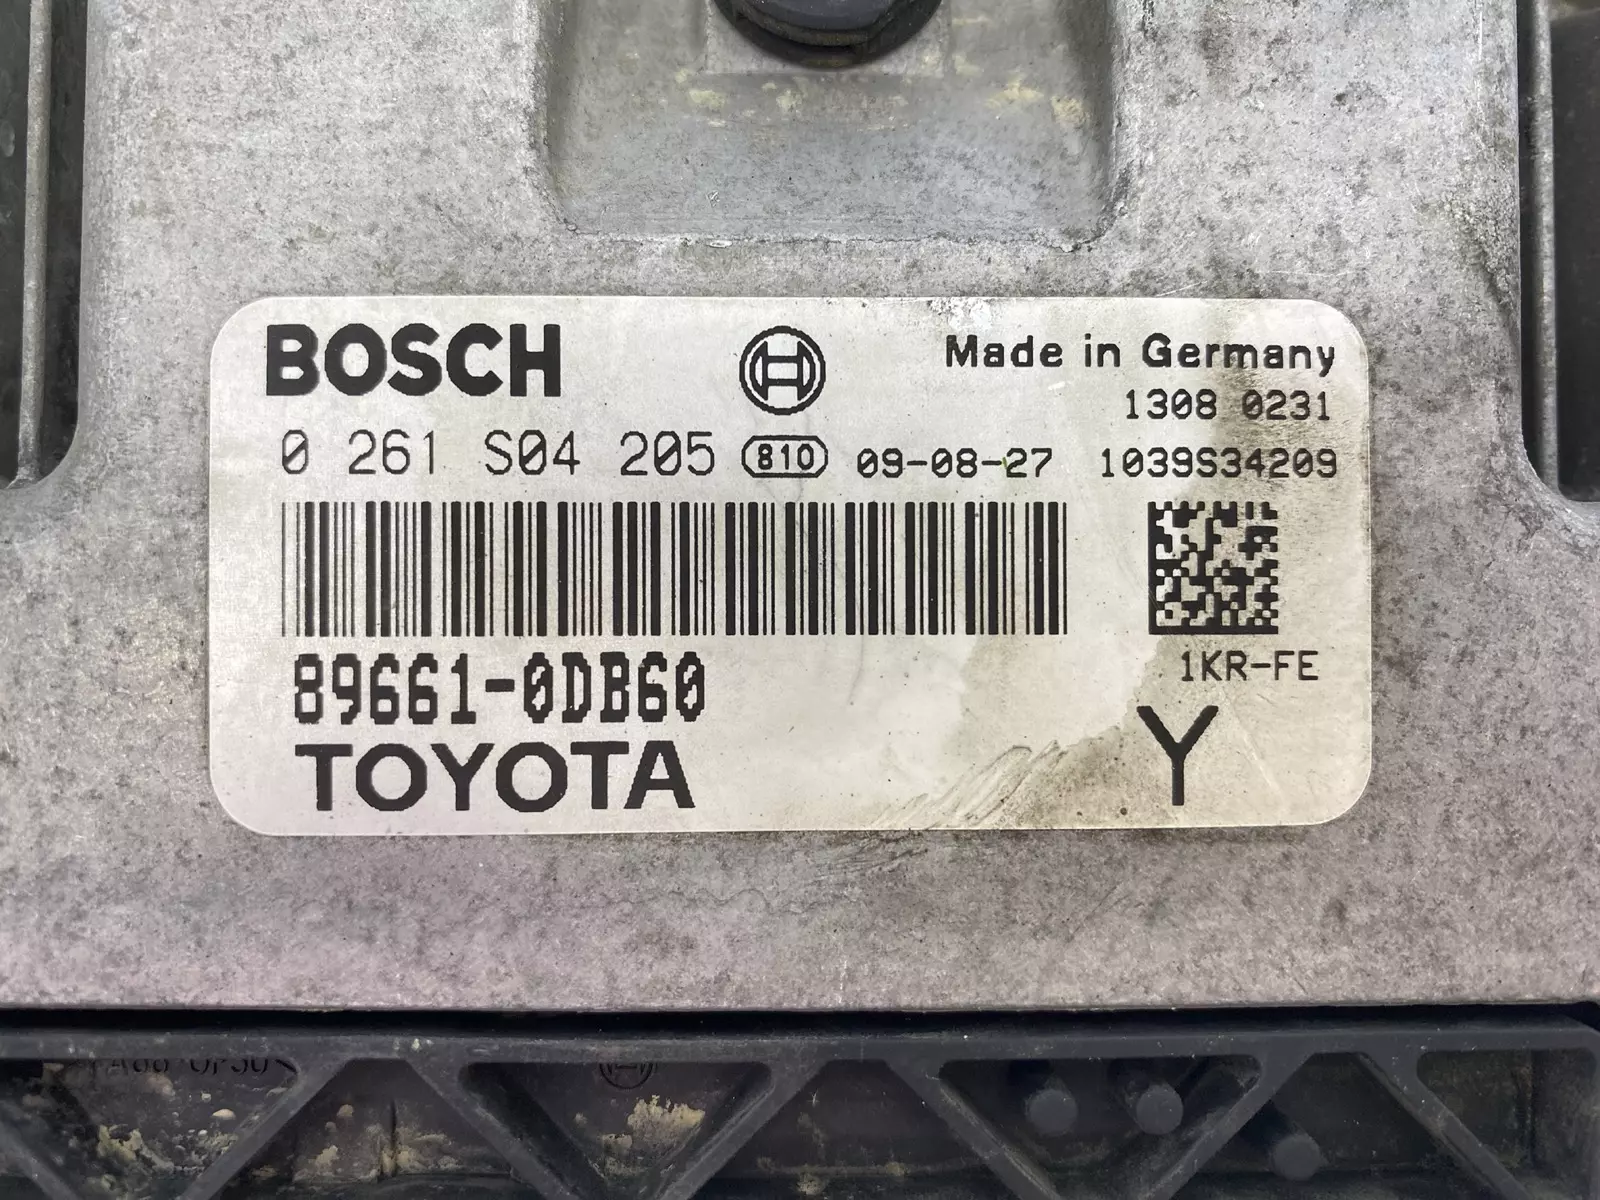 BOSCH
Made in Germany
1308 0231
0 261 S04 205 810 09-08-27 1039S34209
89661-0DB60
1KR-FE
TOYOTA
Y